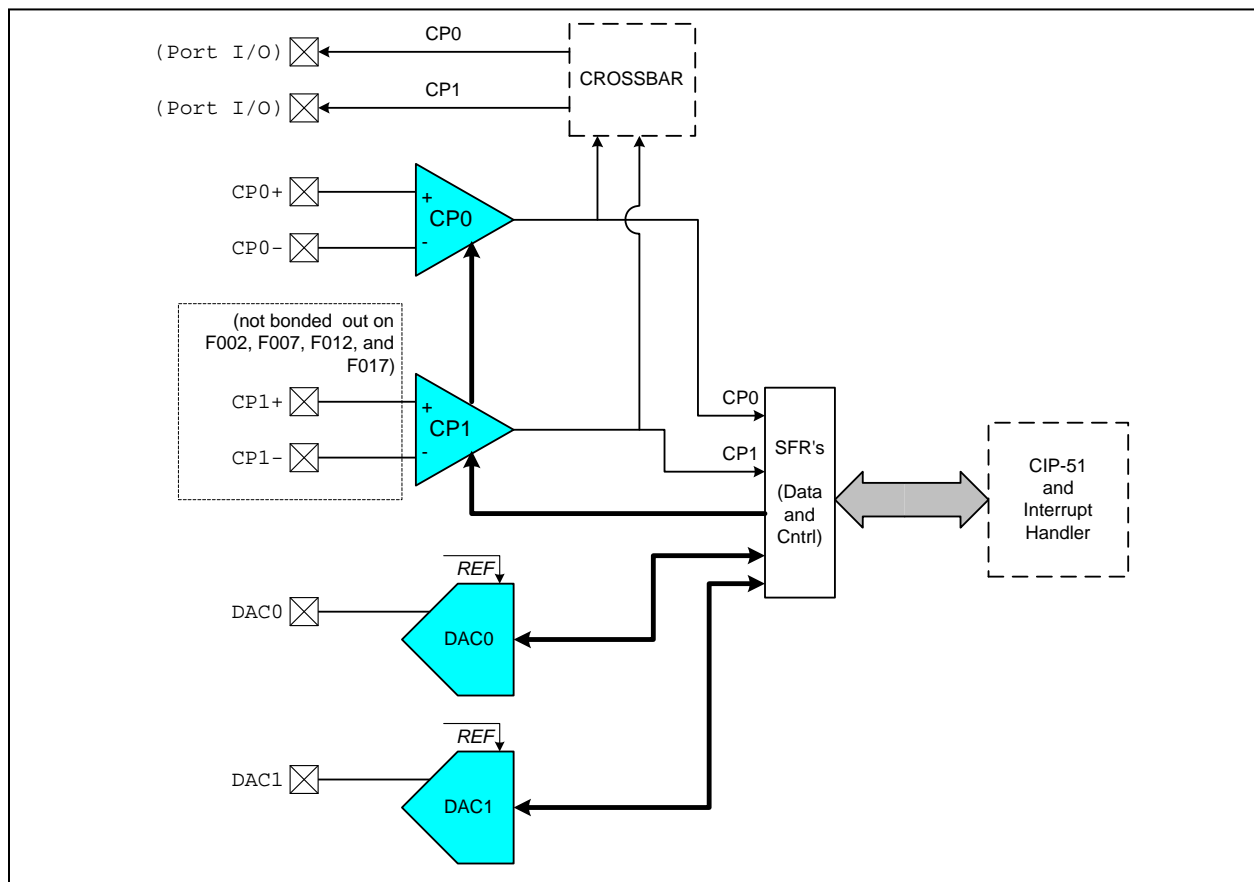 (Port I/O)
CP0
CROSSBAR
(Port I/O)
CP1
CP0+
+
CP0
CP0-
-
(not bonded out on
F002, F007, F012, and
F017)
CP1+
+
CP1
CP1-
-
CP0
CP1
SFR's
(Data
and
Cntrl)
CIP-51
and
Interrupt
Handler
REF
DAC0
DAC0
REF
DAC1
DAC1